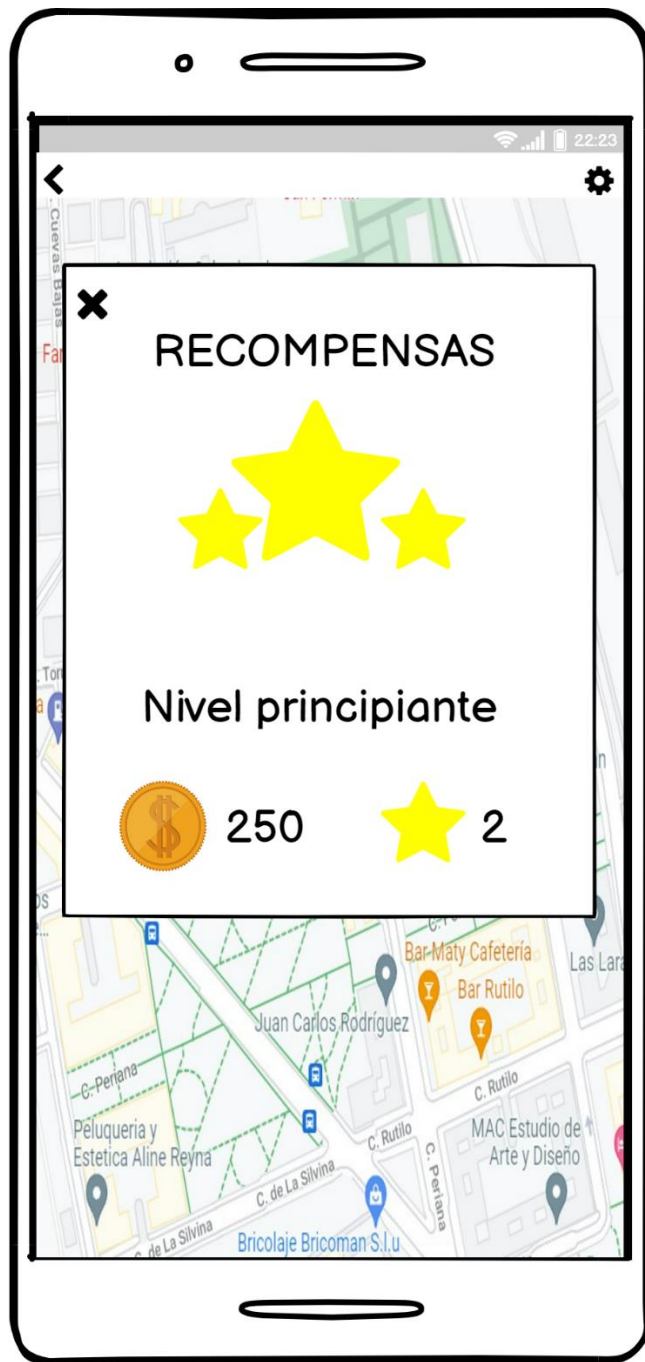 22:23
. Cuevas Bajas
RECOMPENSAS
Nivel principiante
250
2
Bar Maty Cafetería
Bar Rutilo
Juan Carlos Rodríguez
C. Periana
C. Rutilo
Peluqueria y
Estetica Aline Reyna
C. Rutilo
C. Periana
MAC Estudio de
Arte y Diseño
C. de La Silvina
C. de La Silvina
Bricolaje Bricoman S.l.u